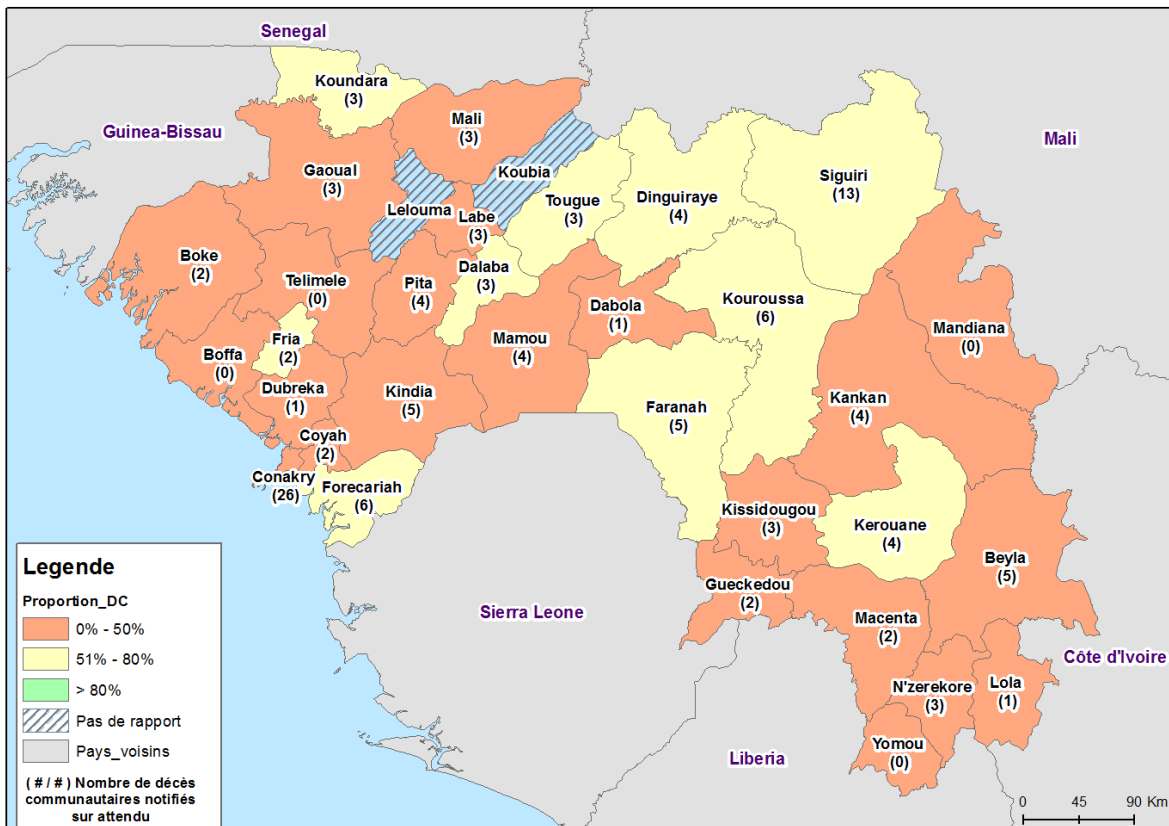 Senegal
Koundara
(3)
Guinea-Bissau
Mali
(3)
Mali
Koubia
Gaoual
(3)
Siguiri
(13)
Lelouma
Labe
(3)
Tougue
(3)
Dinguiraye
(4)
Boke
(2)
Telimele
(0)
Pita
(4)
Dalaba
(3)
Kouroussa
(6)
Dabola
(1)
Mandiana
(0)
Fria
(2)
Mamou
(4)
Boffa
(0)
Dubreka
(1)
Kindia
(5)
Faranah
(5)
Kankan
(4)
Coyah
(2)
Conakry
(26)
Forecariah
(6)
Kissidougou
(3)
Kerouane
(4)
Beyla
(5)
Gueckedou
(2)
Sierra Leone
Macenta
(2)
Côte d'Ivoire
N'zerekore
(3)
Lola
(1)
Yomou
(0)
Liberia
Legende
Proportion_DC
0% - 50%
51% - 80%
> 80%
Pas de rapport
Pays_voisins
( # / # ) Nombre de décès
communautaires notifiés
sur attendu
0 45 90 Km